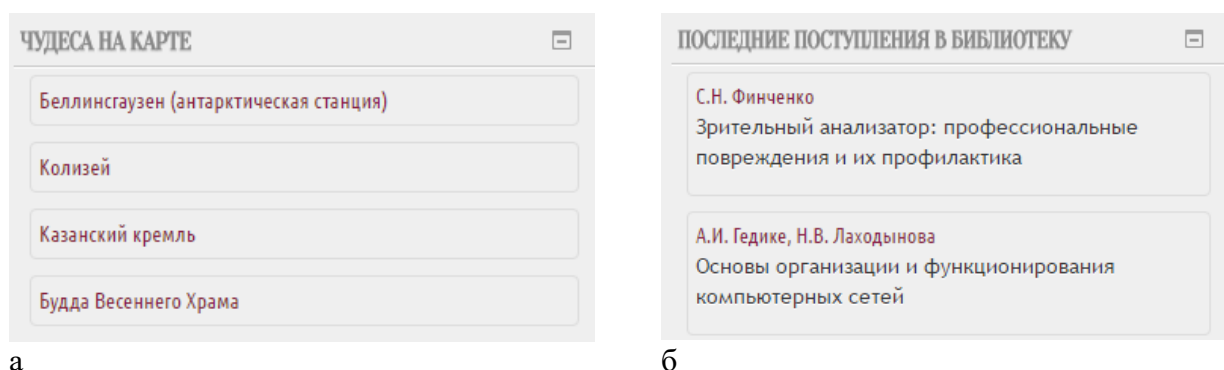 ЧУДЕСА НА КАРТЕ
Беллинсгаузен (антарктическая станция)
Колизей
Казанский кремль
Будда Весеннего Храма
а
ПОСЛЕДНИЕ ПОСТУПЛЕНИЯ В БИБЛИОТЕКУ
С.Н. Финченко
Зрительный анализатор: профессиональные
повреждения и их профилактика
А.И. Гедике, Н.В. Лаходынова
Основы организации и функционирования
компьютерных сетей
б